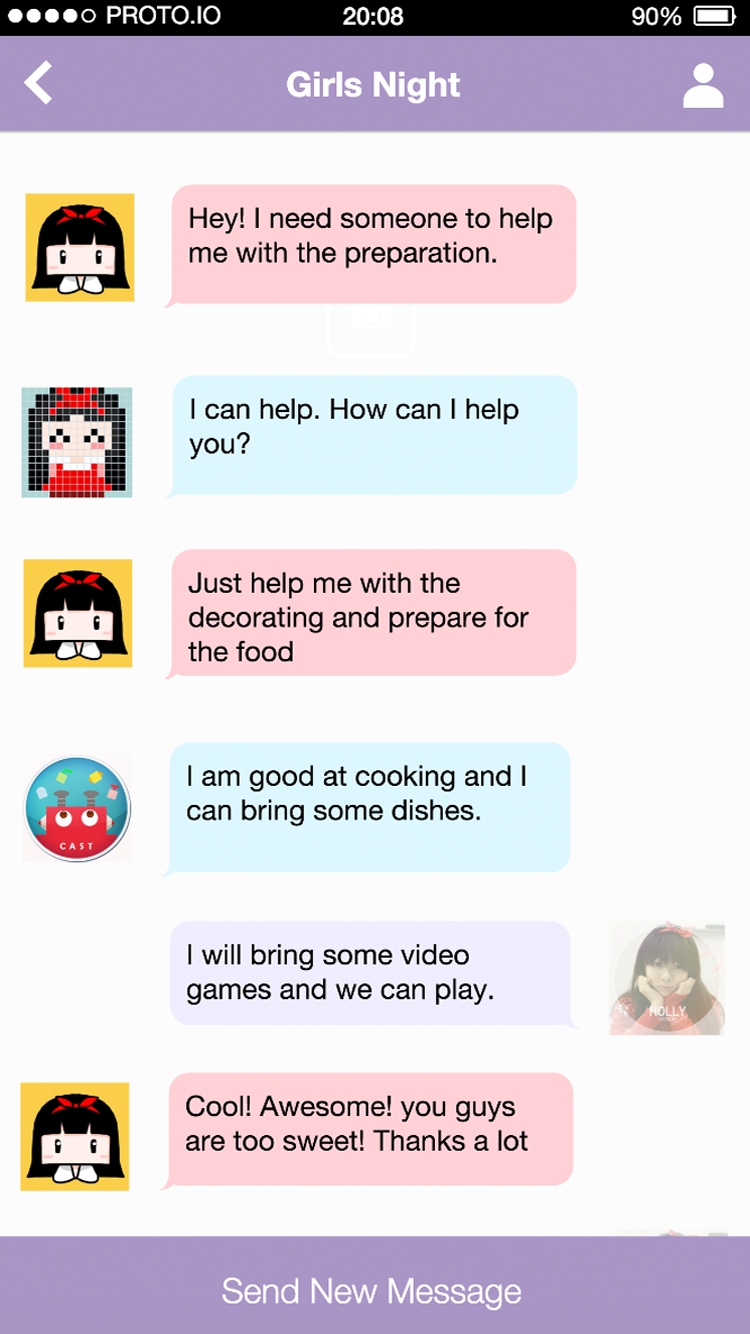 PROTO.IO 20:08 90%
Girls Night
Hey! I need someone to help
me with the preparation.
I can help. How can I help
you?
Just help me with the
decorating and prepare for
the food
I am good at cooking and I
can bring some dishes.
CAST
I will bring some video
games and we can play.
HOLLY
Cool! Awesome! you guys
are too sweet! Thanks a lot
Send New Message